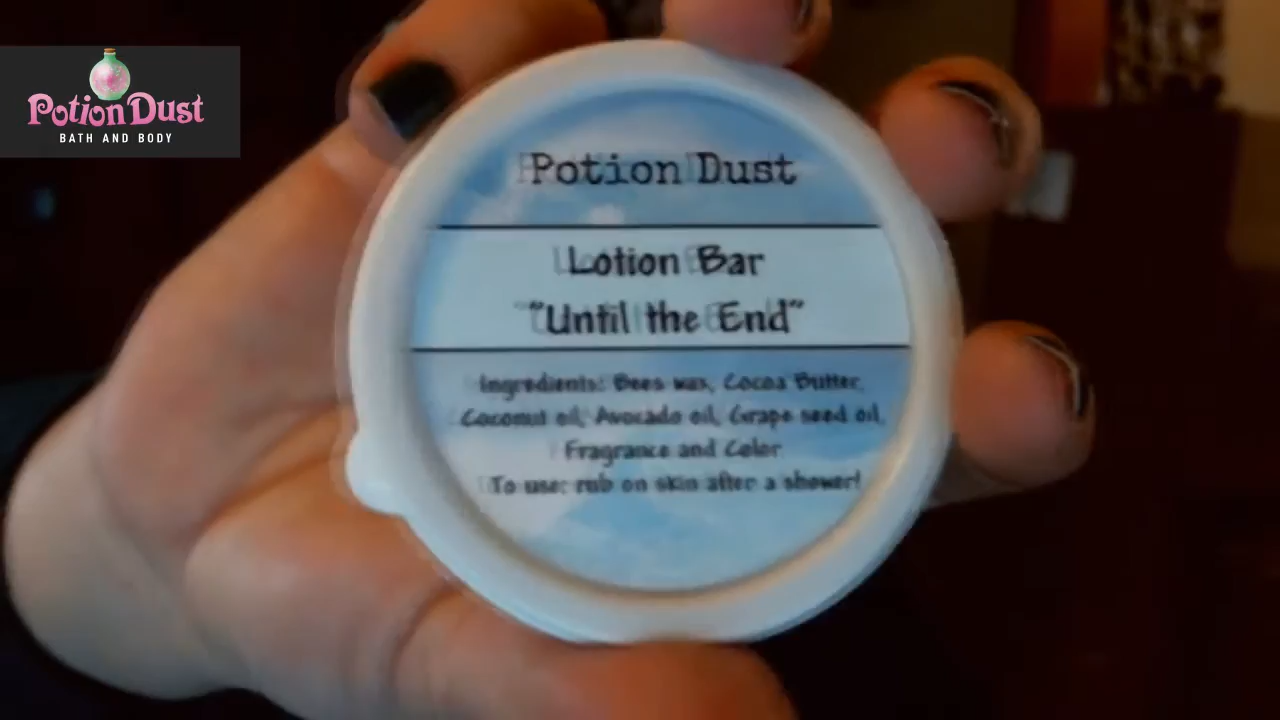 Potion Dust
BATH AND BODY
Potion Dust
Lotion Bar
"Until the End"
Ingredients: Bees wax, Cocoa Butter,
Coconut oil, Avocado oil, Grape seed oil,
Fragrance and Color
To use: rub on skin after a shower!